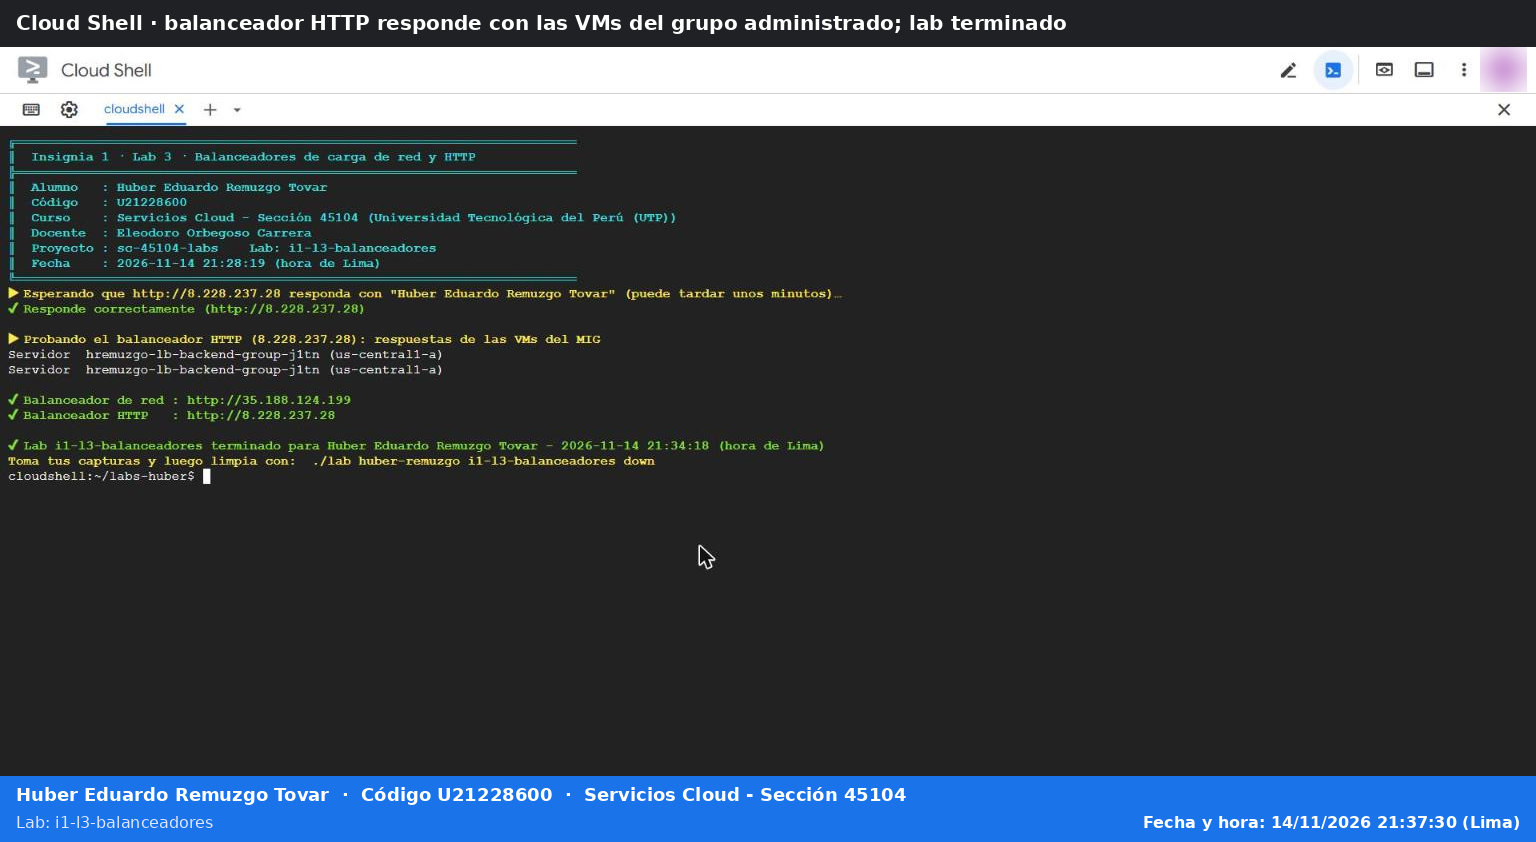 Cloud Shell · balanceador HTTP responde con las VMs del grupo administrado; lab terminado
Cloud Shell
cloudshell
Insignia 1 · Lab 3 · Balanceadores de carga de red y HTTP
Alumno : Huber Eduardo Remuzgo Tovar
Código : U21228600
Curso : Servicios Cloud - Sección 45104 (Universidad Tecnológica del Perú (UTP))
Docente : Eleodoro Orbegoso Carrera
Proyecto : sc-45104-labs Lab: i1-l3-balanceadores
Fecha : 2026-11-14 21:28:19 (hora de Lima)
▶ Esperando que http://8.228.237.28 responda con "Huber Eduardo Remuzgo Tovar" (puede tardar unos minutos)…
✔ Responde correctamente (http://8.228.237.28)
▶ Probando el balanceador HTTP (8.228.237.28): respuestas de las VMs del MIG
Servidor hremuzgo-lb-backend-group-j1tn (us-central1-a)
Servidor hremuzgo-lb-backend-group-j1tn (us-central1-a)
✔ Balanceador de red : http://35.188.124.199
✔ Balanceador HTTP : http://8.228.237.28
✔ Lab i1-l3-balanceadores terminado para Huber Eduardo Remuzgo Tovar - 2026-11-14 21:34:18 (hora de Lima)
Toma tus capturas y luego limpia con: ./lab huber-remuzgo i1-l3-balanceadores down
cloudshell:~/labs-huber$
Huber Eduardo Remuzgo Tovar · Código U21228600 · Servicios Cloud - Sección 45104
Lab: i1-l3-balanceadores
Fecha y hora: 14/11/2026 21:37:30 (Lima)